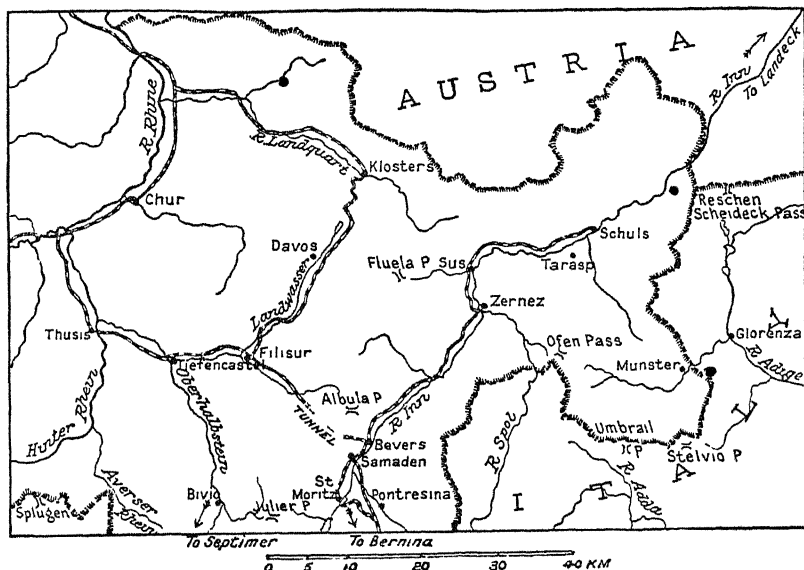 AUSTRIA
R Inn
To Landeck
R. Rhine
R. Landquart
Klosters
Chur
Reschen
Scheideck Pass
Schuls
Davos
Fluela P
Sus
Tarasp
Landwasser
Zernez
Thusis
Filisur
Tiefencastel
Ofen Pass
Glorenza
Munster
R Adige
Hinter Rhein
Oberhalbstein
Albula P
TUNNEL
R Inn
R Spol
Umbrail
P
Stelvio P
Bevers
Samaden
R Adda
ITAL
Averser
Rhein
Splugen
Bivio
Julier P
St
Moritz
Pontresina
To Septimer
To Bernina
0 5 10 20 30 40 KM